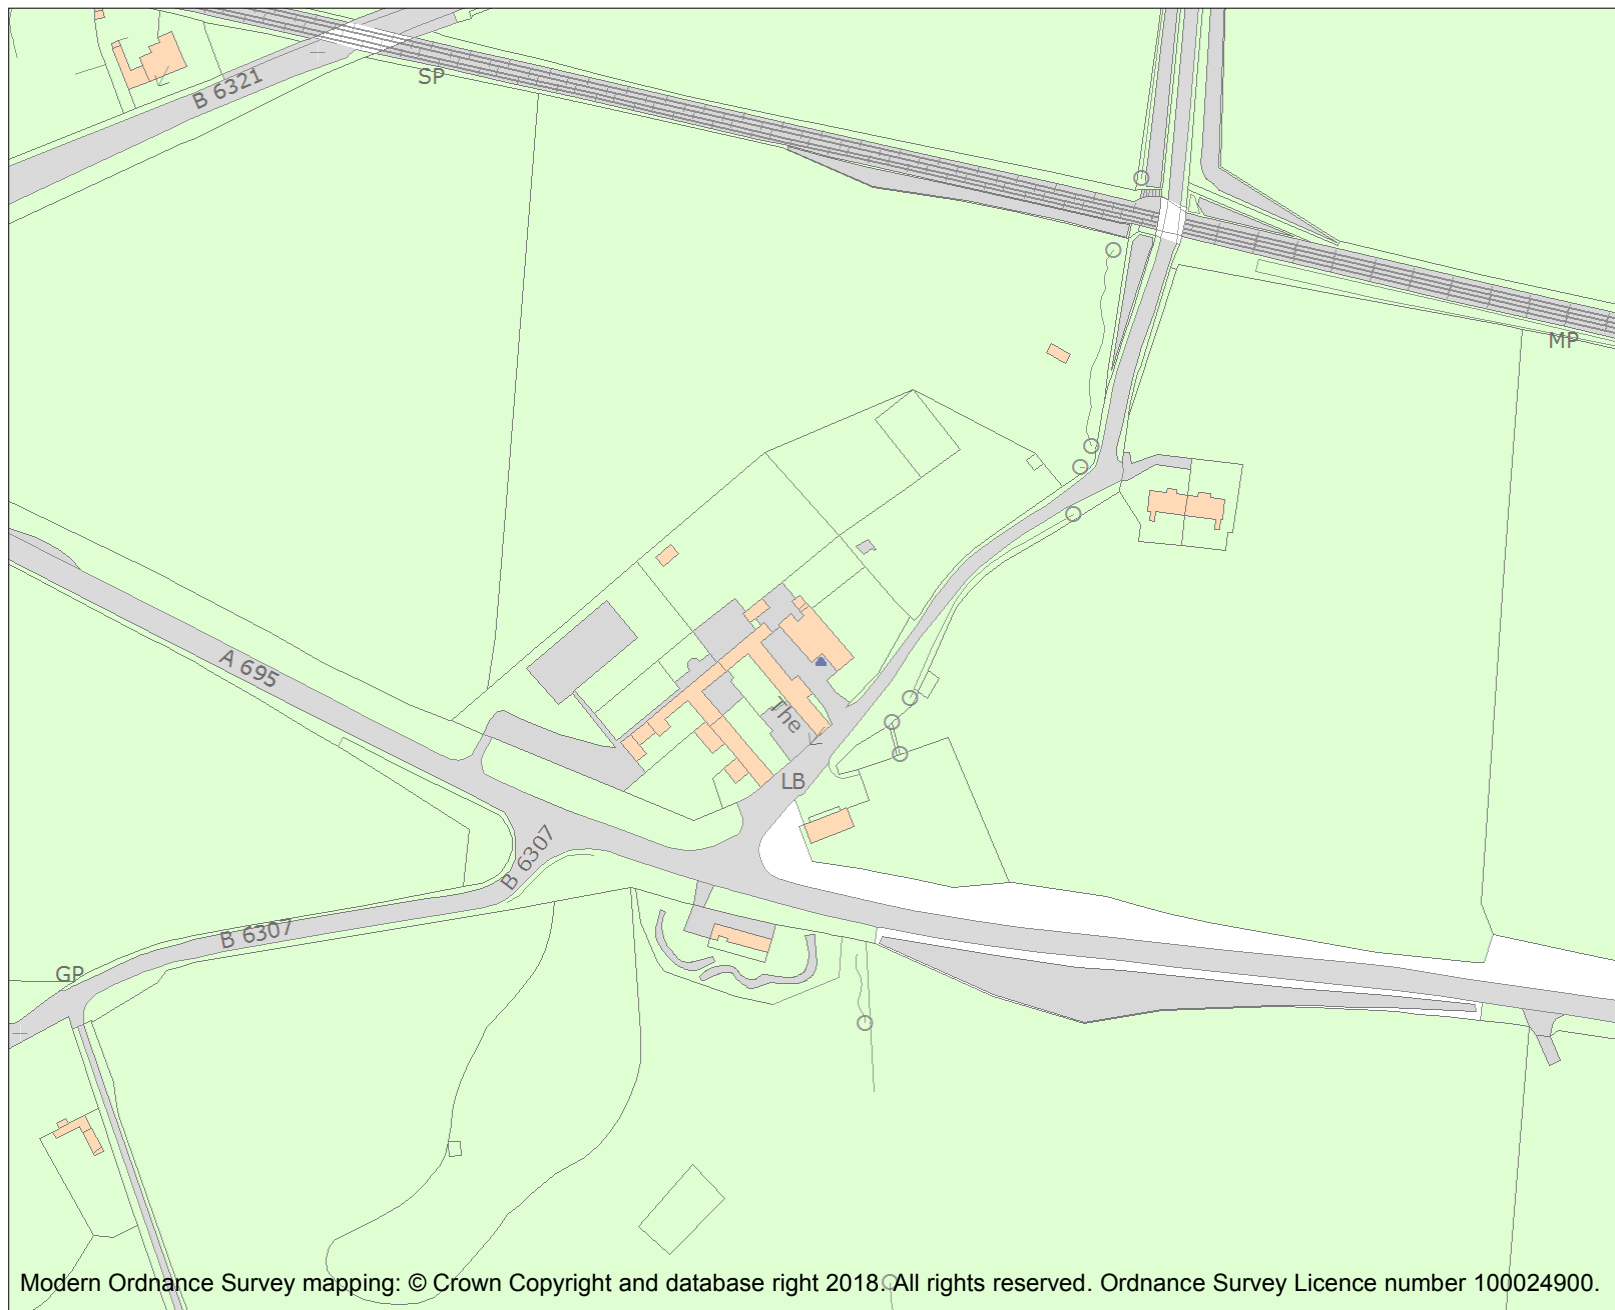 SP
B 6321
MP
A 695
The
LB
B 6307
B 6307
GP
Modern Ordnance Survey mapping: © Crown Copyright and database right 2018. All rights reserved. Ordnance Survey Licence number 100024900.